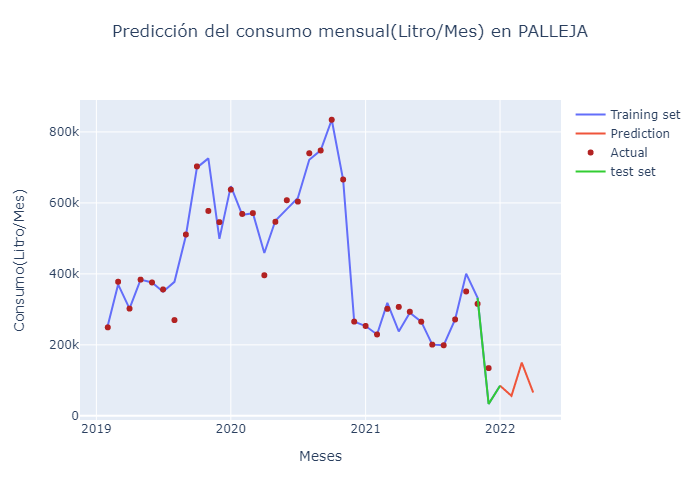 Predicción del consumo mensual(Litro/Mes) en PALLEJA
Training set
Prediction
Actual
test set
Consumo(Litro/Mes)
800k
600k
400k
200k
0
2019
2020
2021
2022
Meses